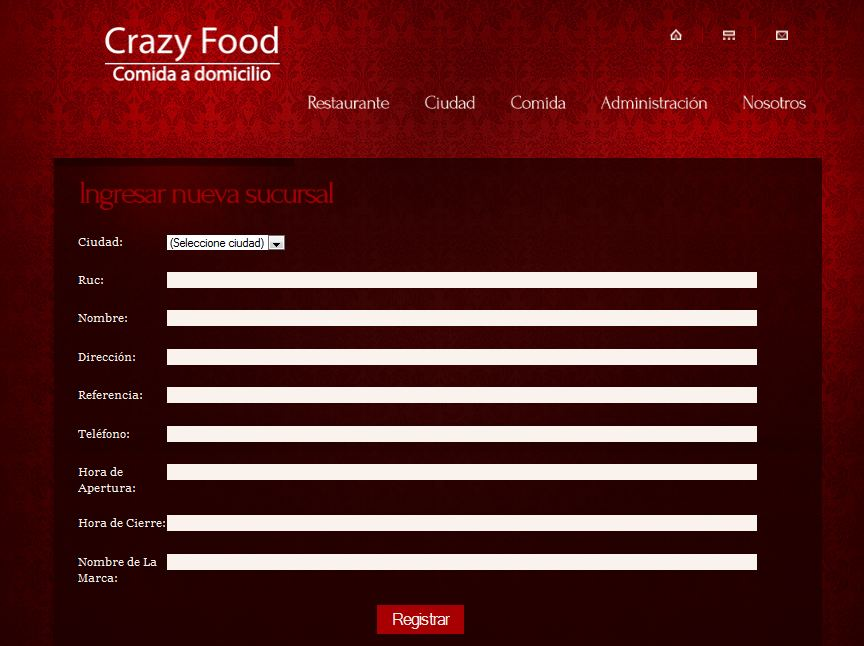 Crazy Food
Comida a domicilio
Restaurante Ciudad Comida Administración Nosotros
Ingresar nueva sucursal
Ciudad: (Seleccione ciudad)
Ruc:
Nombre:
Dirección:
Referencia:
Teléfono:
Hora de
Apertura:
Hora de Cierre:
Nombre de La
Marca:
Registrar